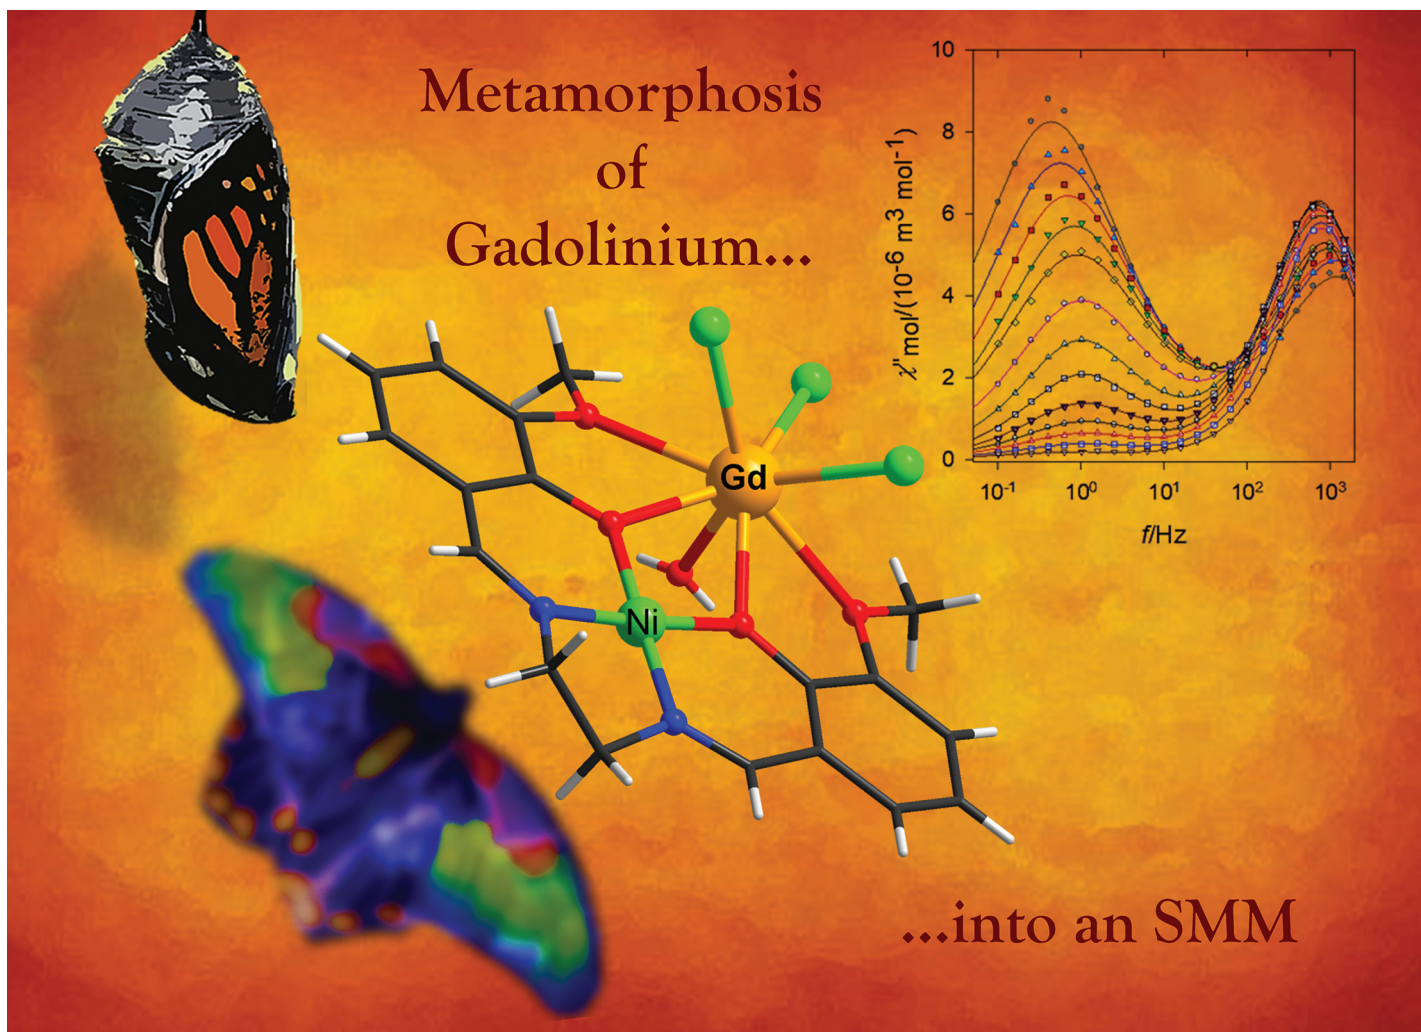 Metamorphosis
of
Gadolinium...
10
8
6
4
2
0
χ"mol/(10⁻⁶ m³ mol⁻¹)
10⁻¹ 10⁰ 10¹ 10² 10³
f/Hz
Gd
Ni
...into an SMM